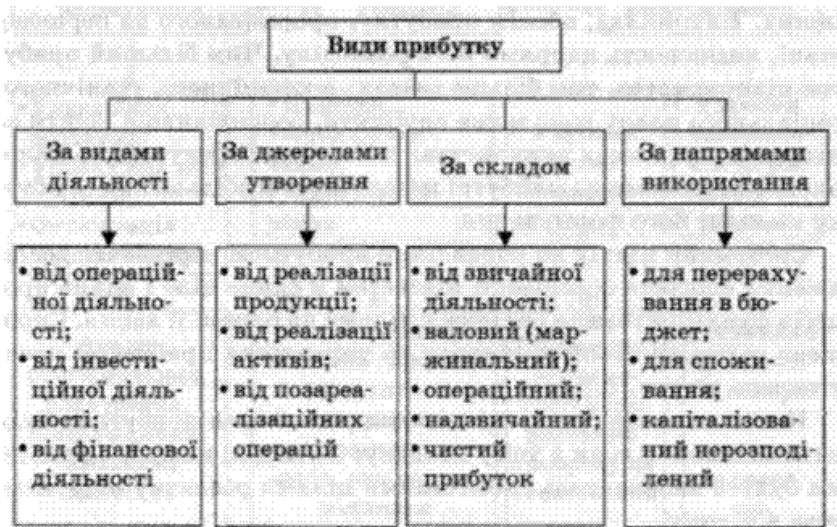 Види прибутку
За видами
діяльності
За джерелами
утворення
За складом
За напрямами
використання
• від операцій-
ної діяльно-
сті;
• від інвести-
ційної діяль-
ності;
• від фінансової
діяльності
• від реалізації
продукції;
• від реалізації
активів;
• від позареа-
лізаційних
операцій
• від звичайної
діяльності;
• валовий (мар-
жинальний);
• операційний;
• надзвичайний;
• чистий
прибуток
• для перераху-
вання в бю-
джет;
• для спожи-
вання;
• капіталізова-
ний нерозподі-
лений